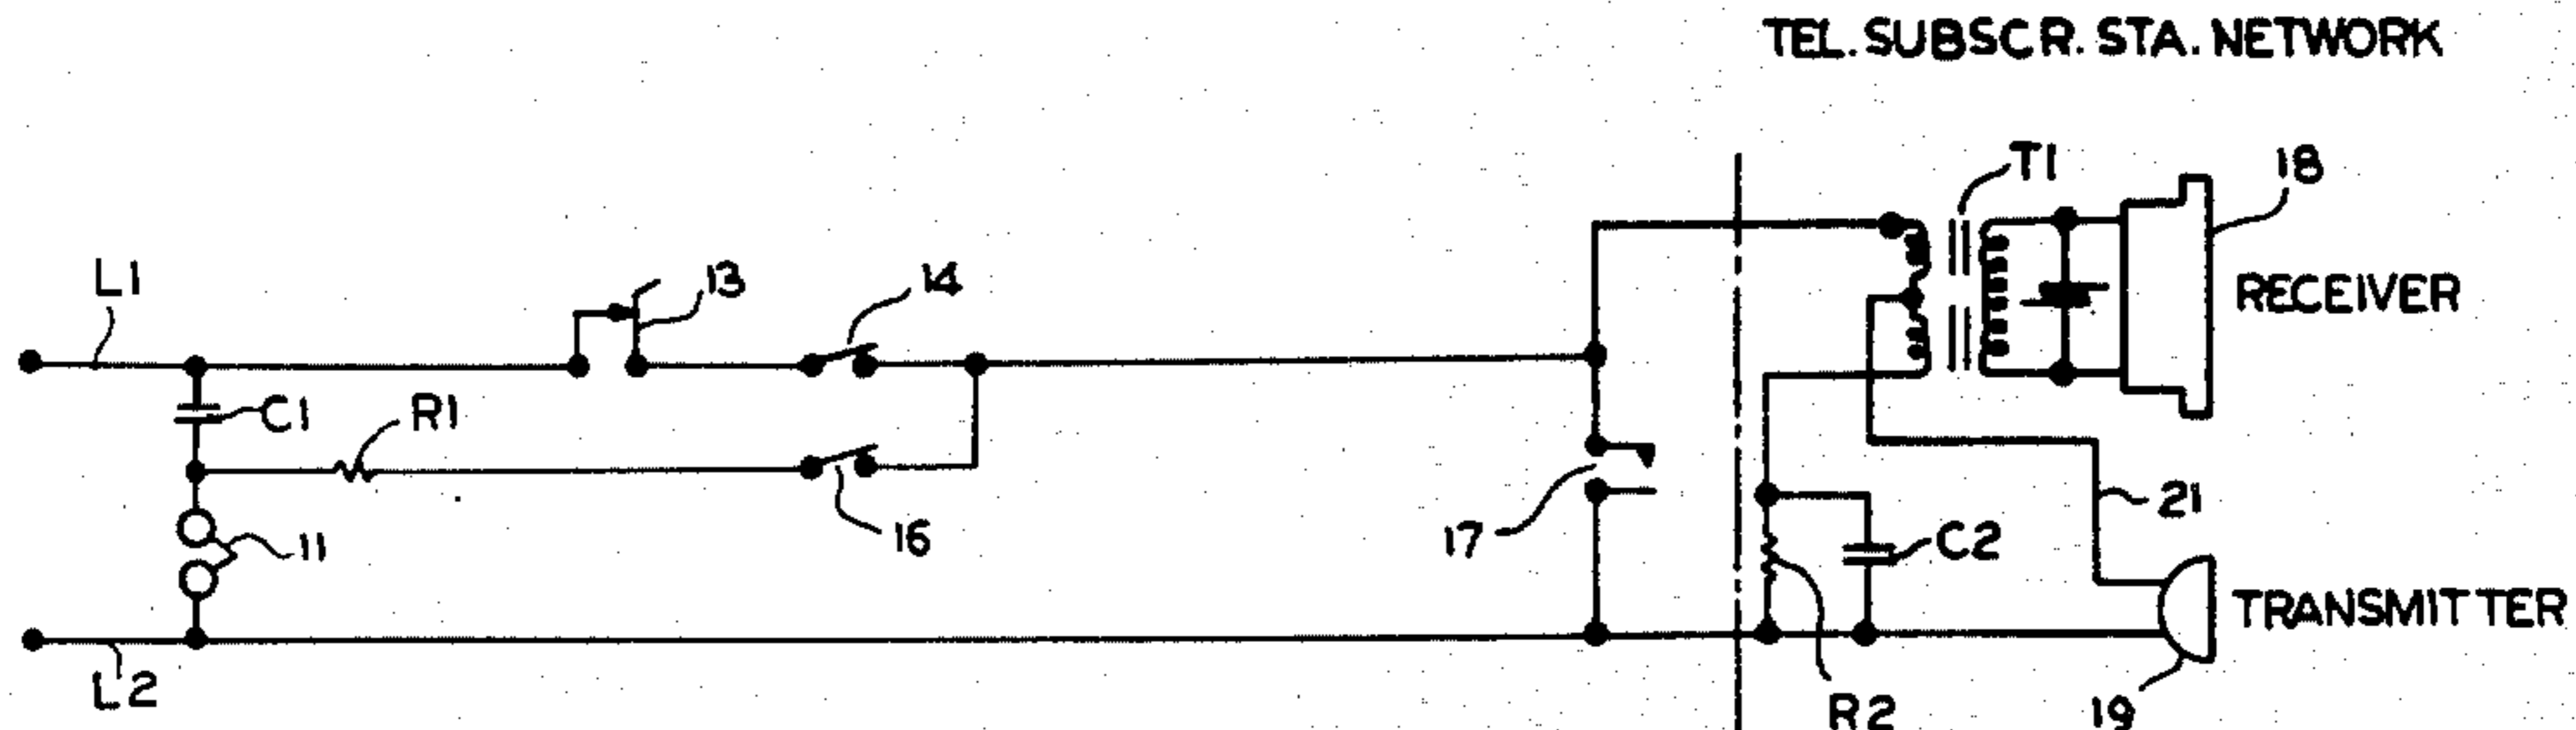 TEL. SUBSCR. STA. NETWORK
T1
18
L1
13
14
RECEIVER
C1
R1
16
17
21
11
C2
TRANSMITTER
L2
R2
19